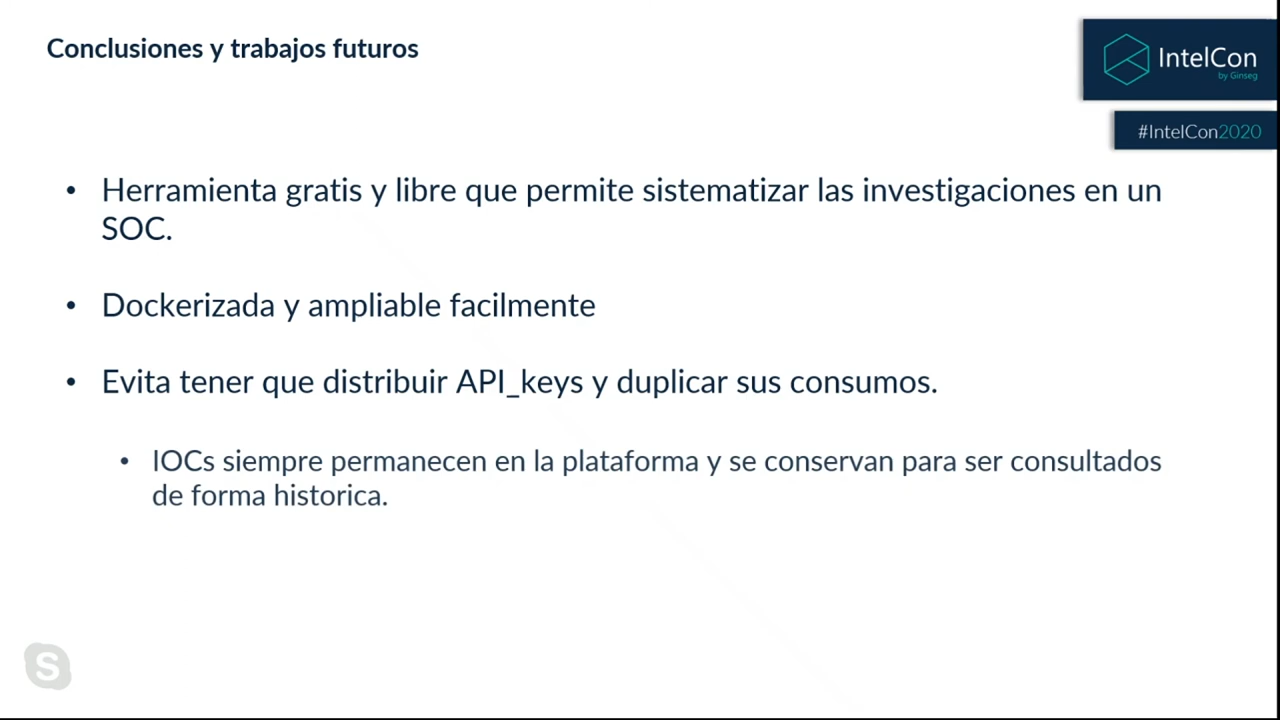 Conclusiones y trabajos futuros
IntelCon
by Ginseg
#IntelCon2020
• Herramienta gratis y libre que permite sistematizar las investigaciones en un
SOC.
• Dockerizada y ampliable facilmente
• Evita tener que distribuir API_keys y duplicar sus consumos.
• IOCs siempre permanecen en la plataforma y se conservan para ser consultados
de forma historica.
S